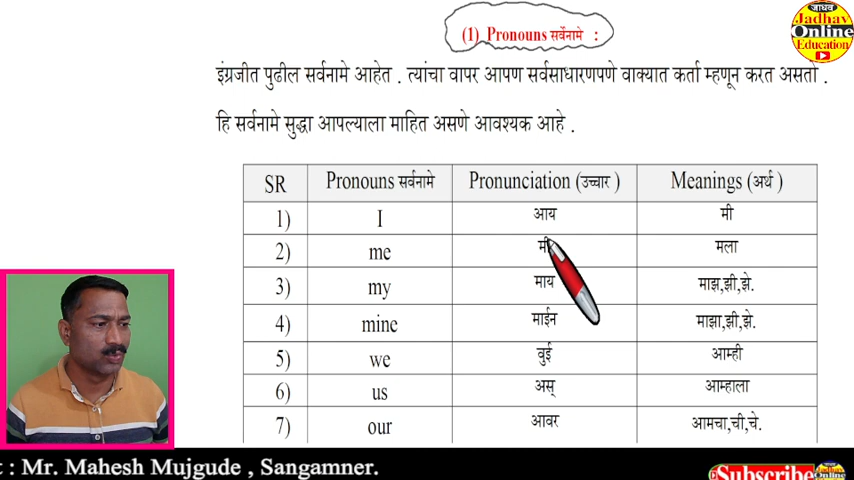 (1) Pronouns सर्वनामे :
जाधव
Jadhav
Online
Education
इंग्रजीत पुढील सर्वनामे आहेत . त्यांचा वापर आपण सर्वसाधारणपणे वाक्यात कर्ता म्हणून करत असतो .
हि सर्वनामे सुद्धा आपल्याला माहित असणे आवश्यक आहे .
SR Pronouns सर्वनामे Pronunciation (उच्चार ) Meanings (अर्थ )
1) I आय मी
2) me मी मला
3) my माय माझ,झी,झे.
4) mine माईन माझा,झी,झे.
5) we वुई आम्ही
6) us अस् आम्हाला
7) our आवर आमचा,ची,चे.
: Mr. Mahesh Mujgude , Sangamner.
Subscribe
Online